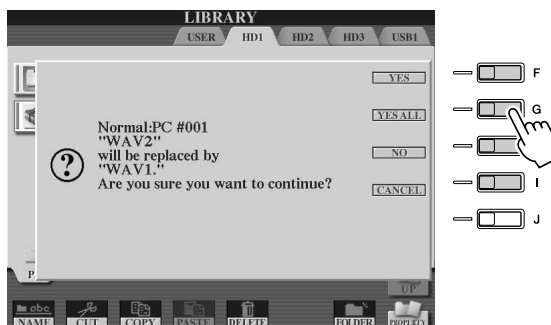 LIBRARY
USER HD1 HD2 HD3 USB1
YES
F
YES ALL
G
Normal:PC #001
"WAV2"
will be replaced by
"WAV1."
Are you sure you want to continue?
?
NO
CANCEL
I
J
P
UP
abc
NAME CUT COPY PASTE DELETE FOLDER PROPERTY